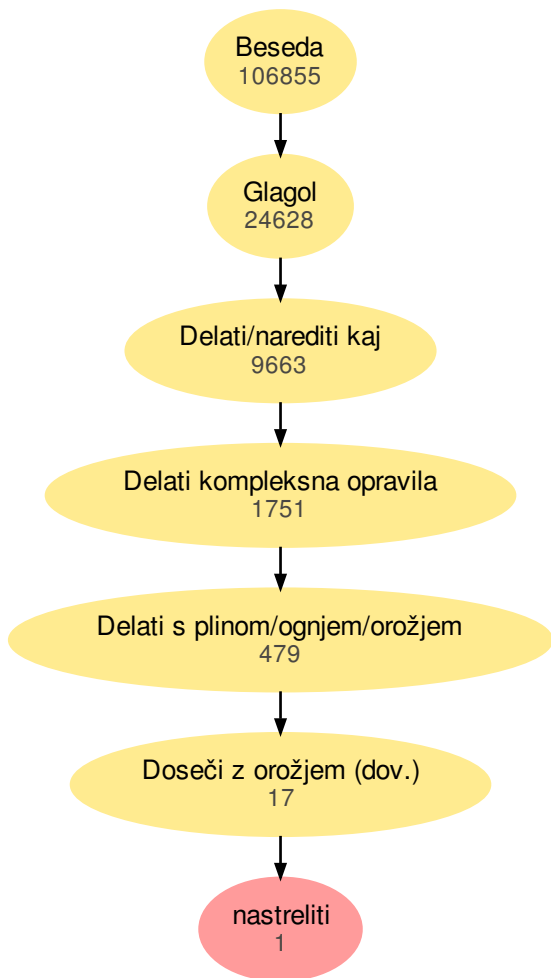 Beseda
106855
Glagol
24628
Delati/narediti kaj
9663
Delati kompleksna opravila
1751
Delati s plinom/ognjem/orožjem
479
Doseči z orožjem (dov.)
17
nastreliti
1